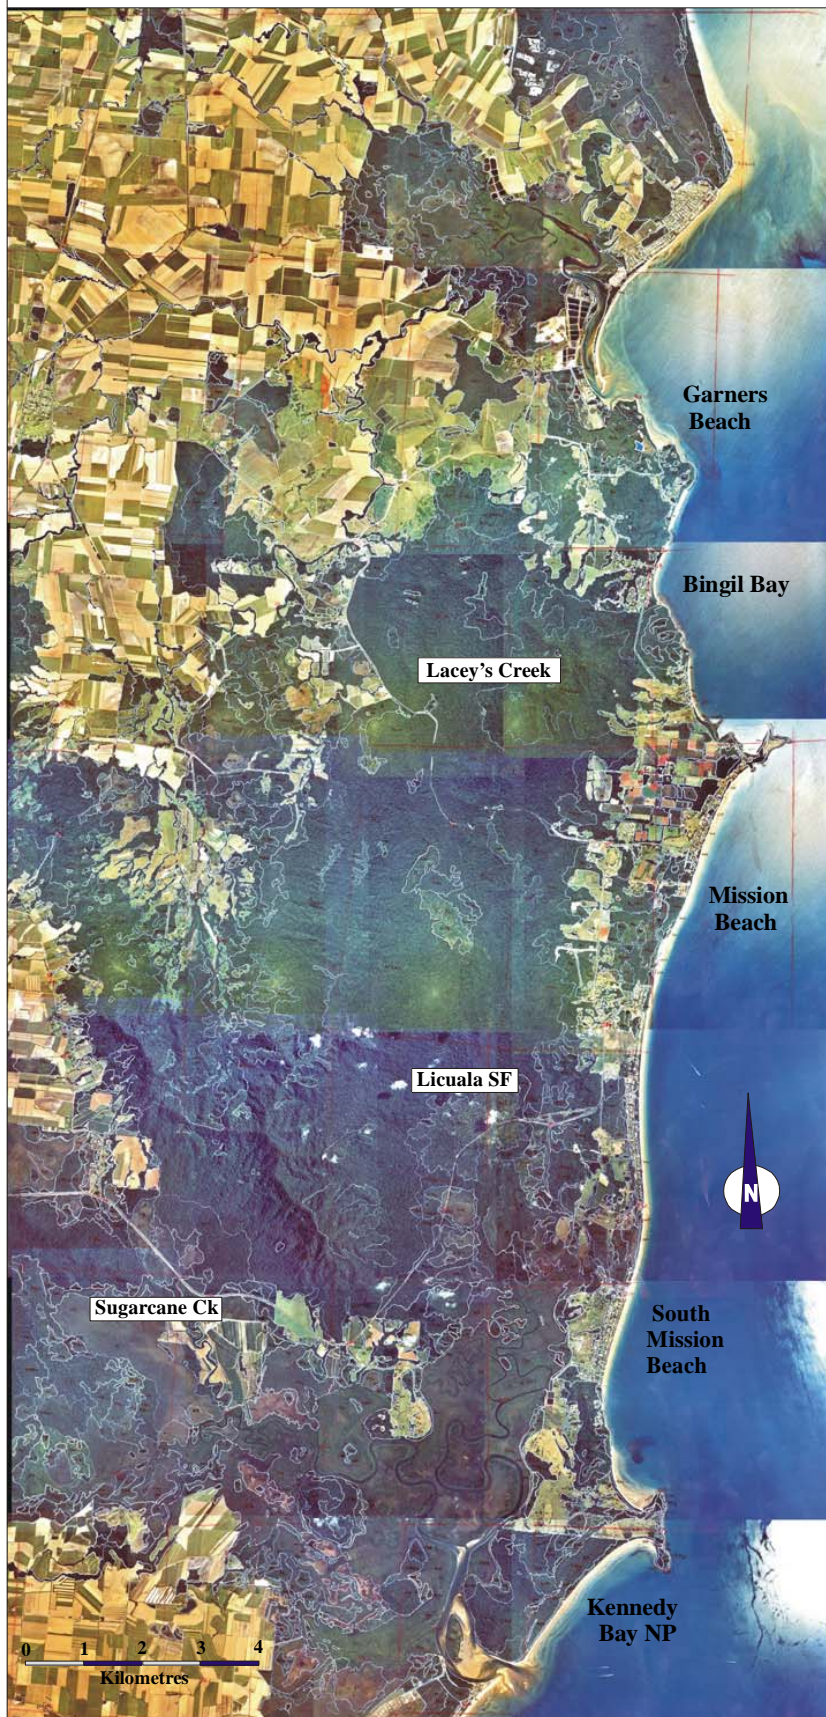 Garners
Beach
Bingil Bay
Lacey's Creek
Mission
Beach
Licuala SF
N
Sugarcane Ck
South
Mission
Beach
Kennedy
Bay NP
0 1 2 3 4
Kilometres